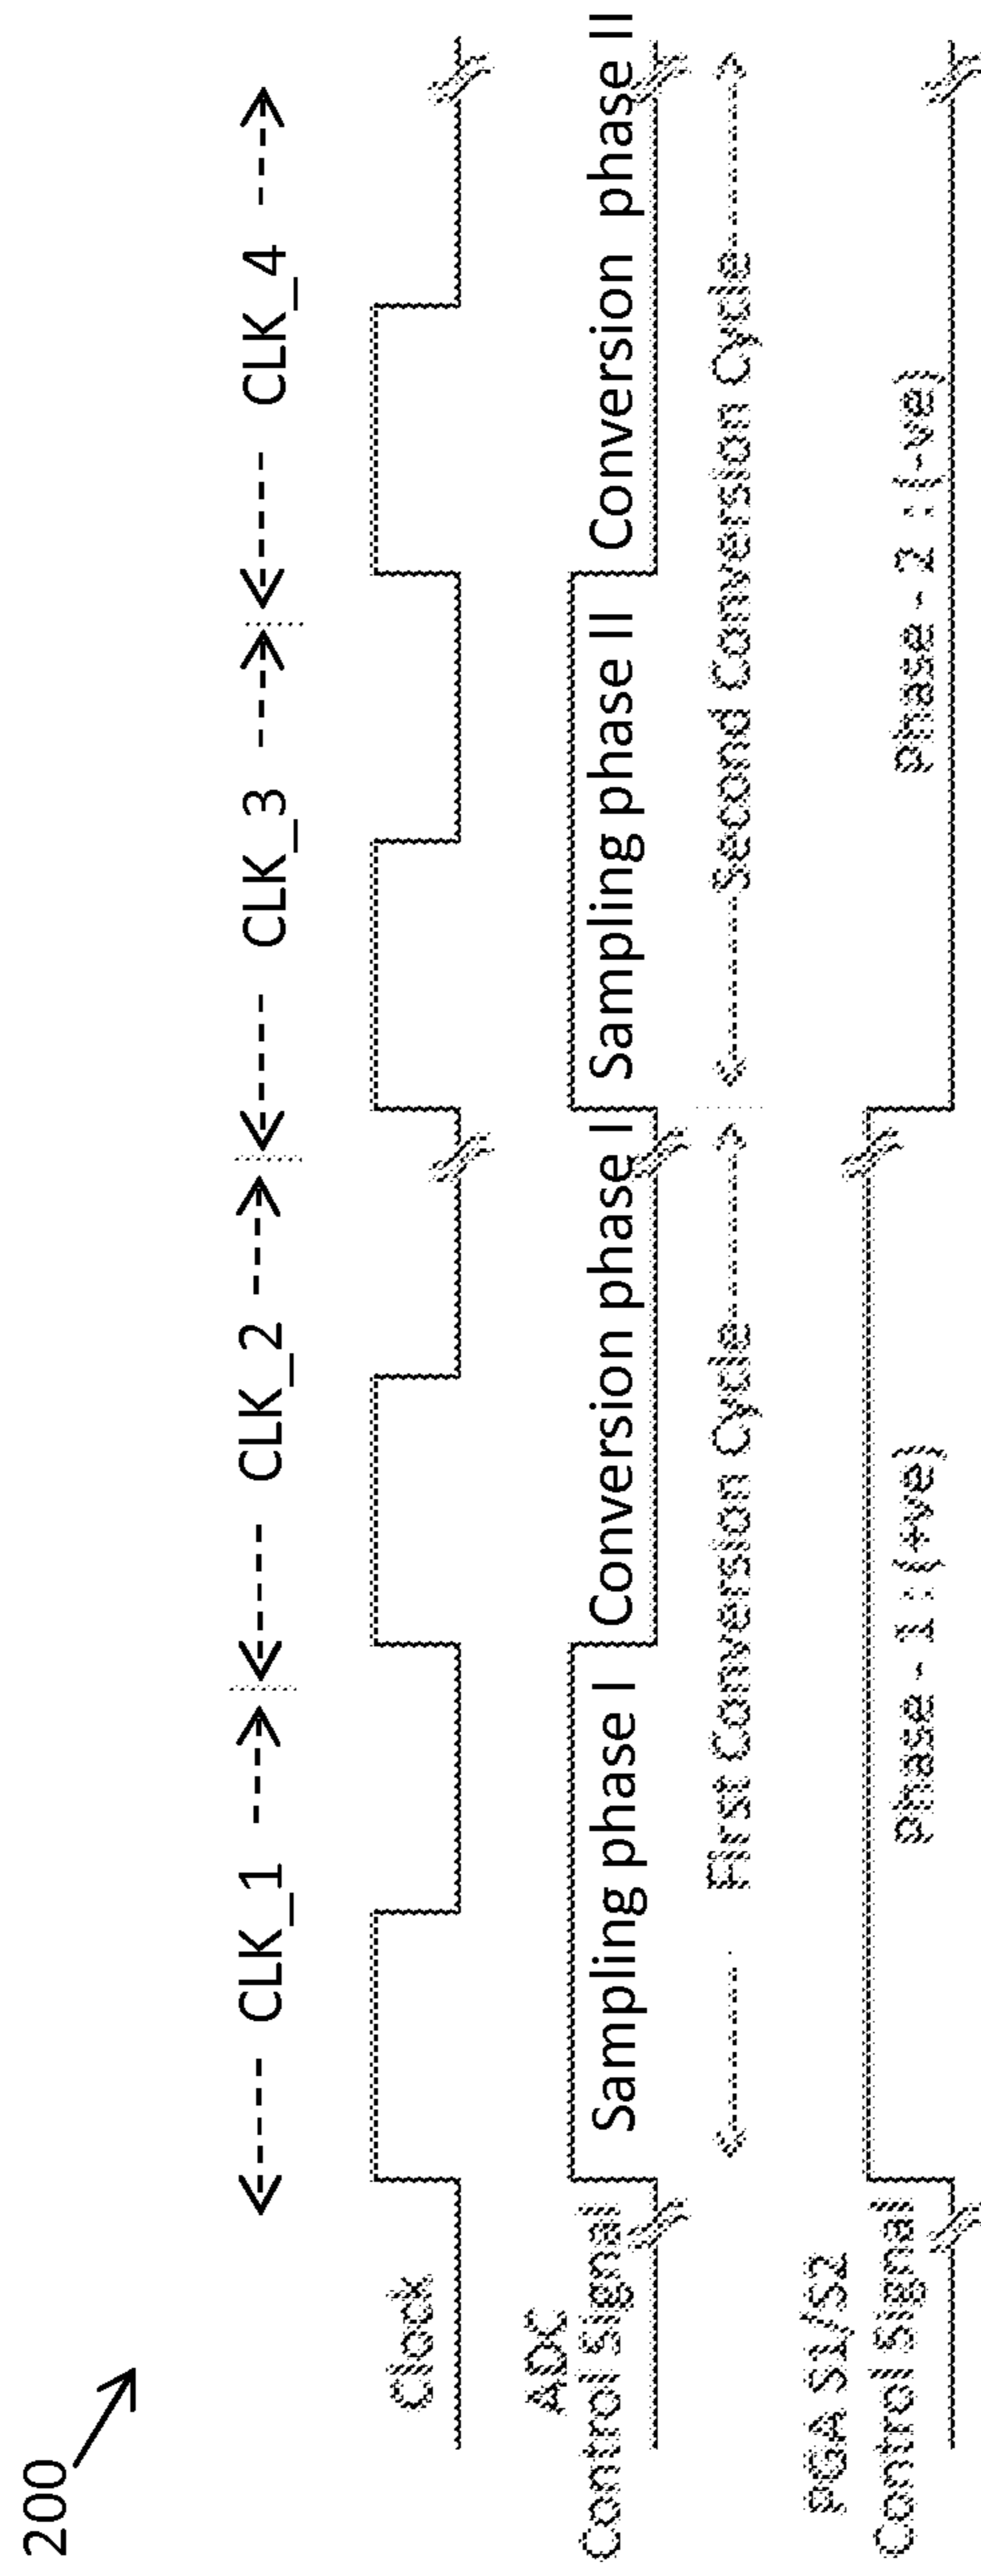 200
CLK_1
CLK_2
CLK_3
CLK_4
Clock
ADC
Control Signal
Sampling phase I
Conversion phase I
Sampling phase II
Conversion phase II
First Conversion Cycle
Second Conversion Cycle
PGA S1/S2
Control Signal
Phase - 1 : (+ve)
Phase - 2 : (-ve)